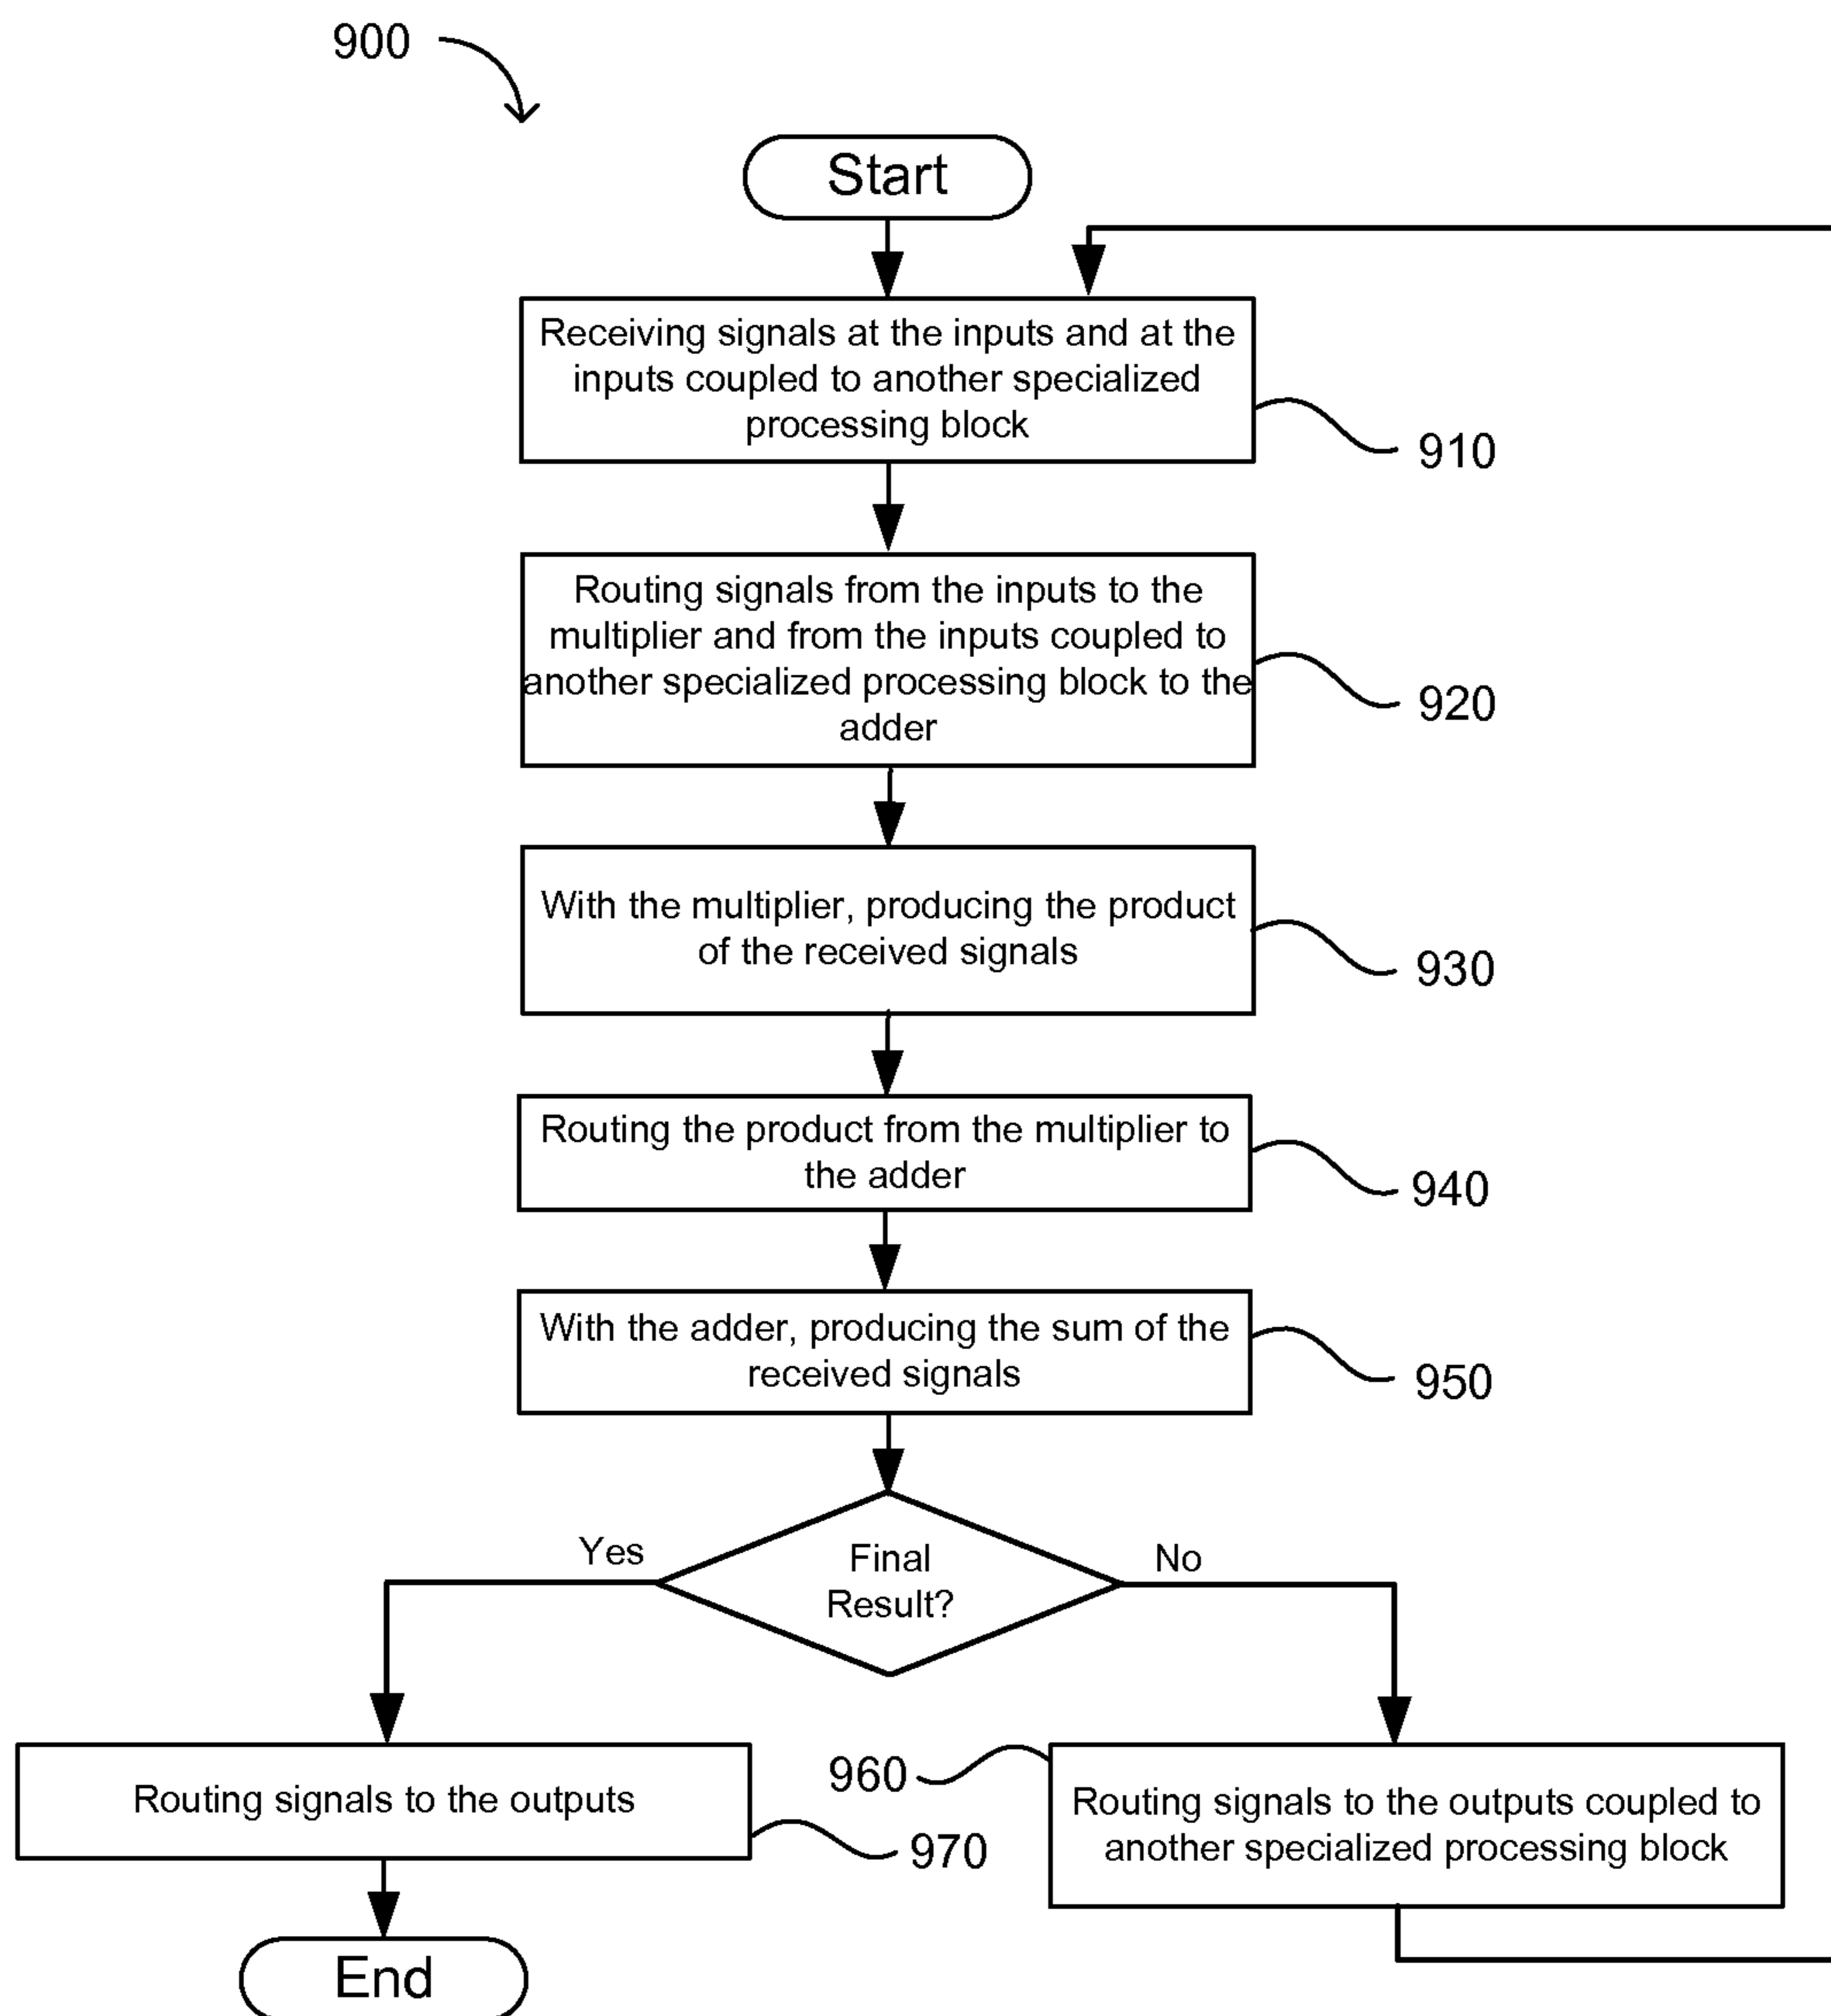 900
Start
Receiving signals at the inputs and at the
inputs coupled to another specialized
processing block
910
Routing signals from the inputs to the
multiplier and from the inputs coupled to
another specialized processing block to the
adder
920
With the multiplier, producing the product
of the received signals
930
Routing the product from the multiplier to
the adder
940
With the adder, producing the sum of the
received signals
950
Final
Result?
Yes
No
Routing signals to the outputs
970
960
Routing signals to the outputs coupled to
another specialized processing block
End